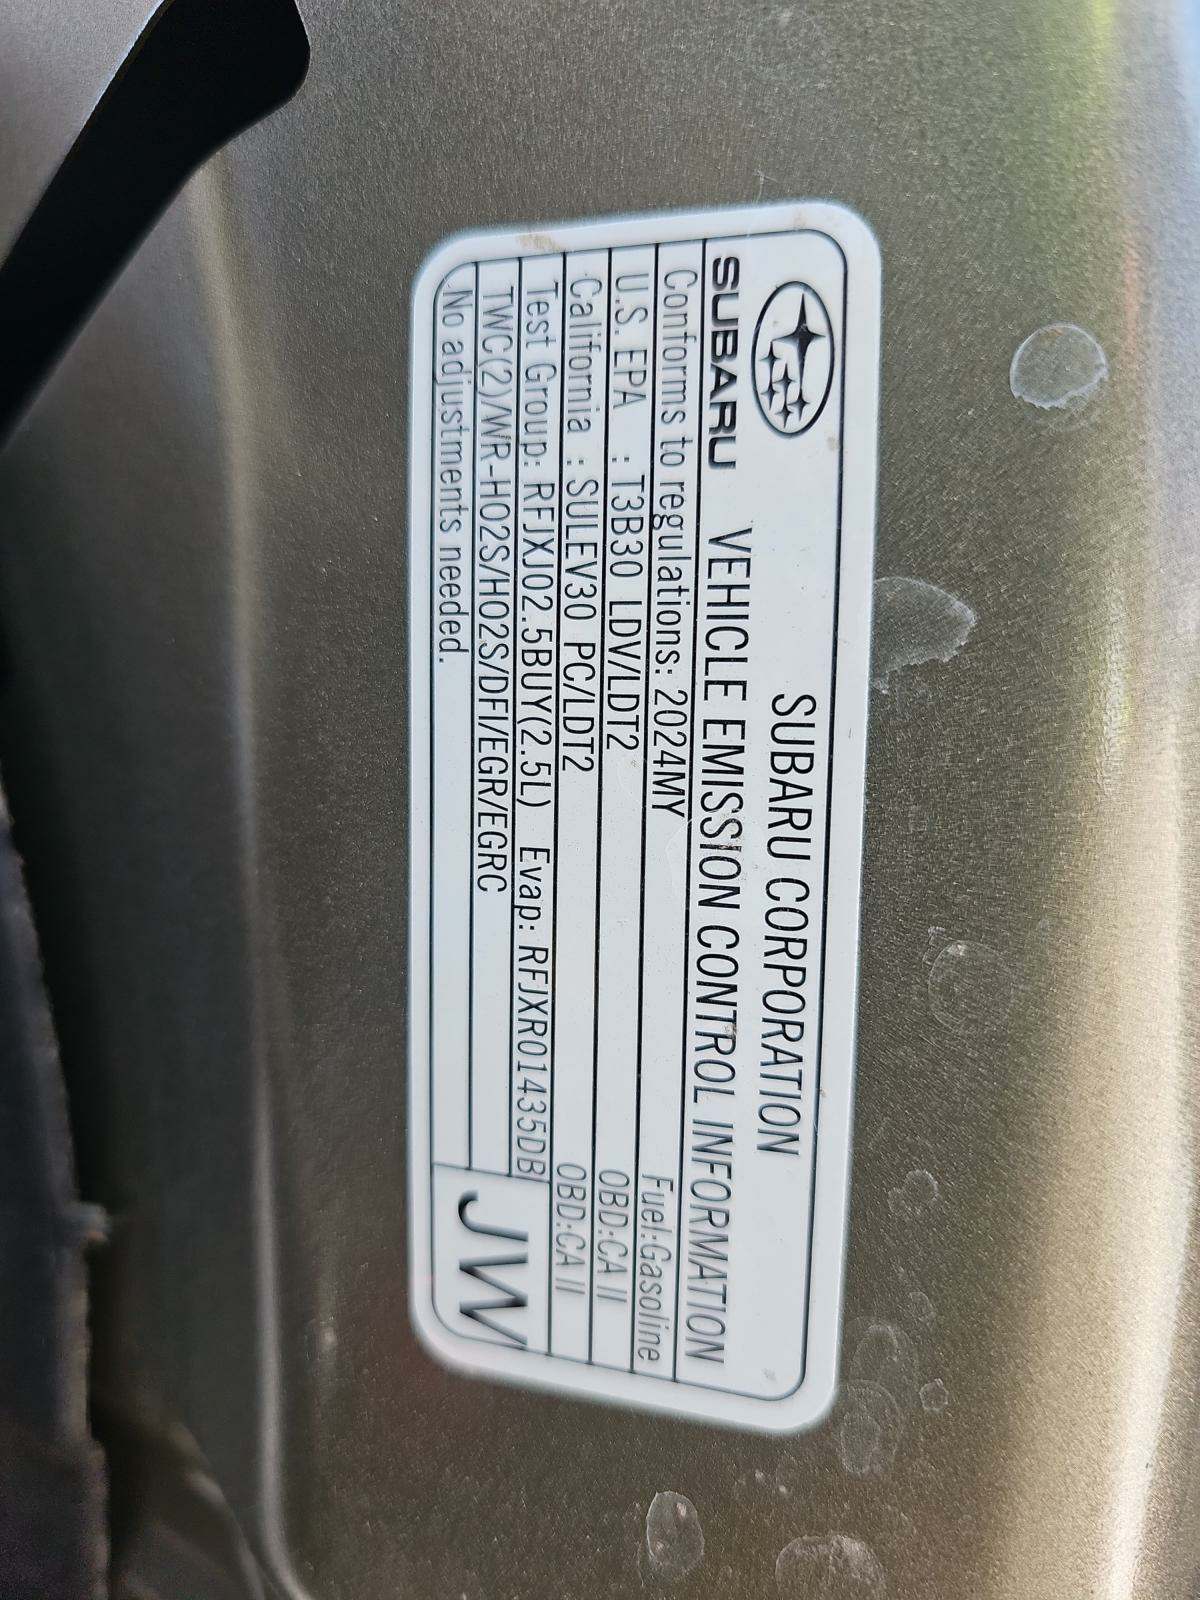 SUBARU CORPORATION
SUBARU VEHICLE EMISSION CONTROL INFORMATION
Conforms to regulations: 2024MY Fuel:Gasoline
U.S. EPA : T3B30 LDV/LDT2 OBD:CA II
California : SULEV30 PC/LDT2 OBD:CA II
Test Group: RFJXJ02.5BUY(2.5L) Evap: RFJXR01435DB
TWC(2)/WR-HO2S/HO2S/DFI/EGR/EGRC
No adjustments needed.
JW